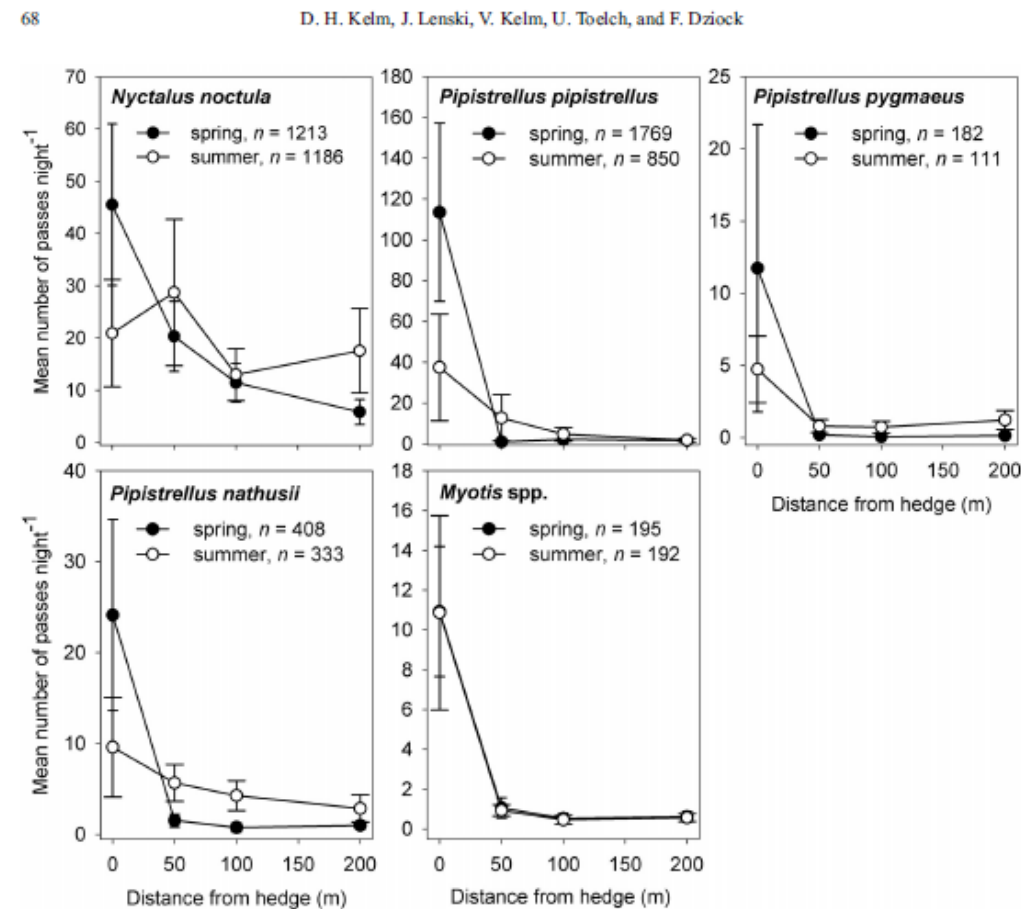 68
D. H. Kelm, J. Lenski, V. Kelm, U. Toelch, and F. Dziock
Mean number of passes night-1
70
60
50
40
30
20
10
0
Nyctalus noctula
spring, n = 1213
summer, n = 1186
180
160
140
120
100
80
60
40
20
0
Pipistrellus pipistrellus
spring, n = 1769
summer, n = 850
25
20
15
10
5
0
Pipistrellus pygmaeus
spring, n = 182
summer, n = 111
0 50 100 150 200
Distance from hedge (m)
Mean number of passes night-1
40
30
20
10
0
Pipistrellus nathusii
spring, n = 408
summer, n = 333
0 50 100 150 200
Distance from hedge (m)
18
16
14
12
10
8
6
4
2
0
Myotis spp.
spring, n = 195
summer, n = 192
0 50 100 150 200
Distance from hedge (m)